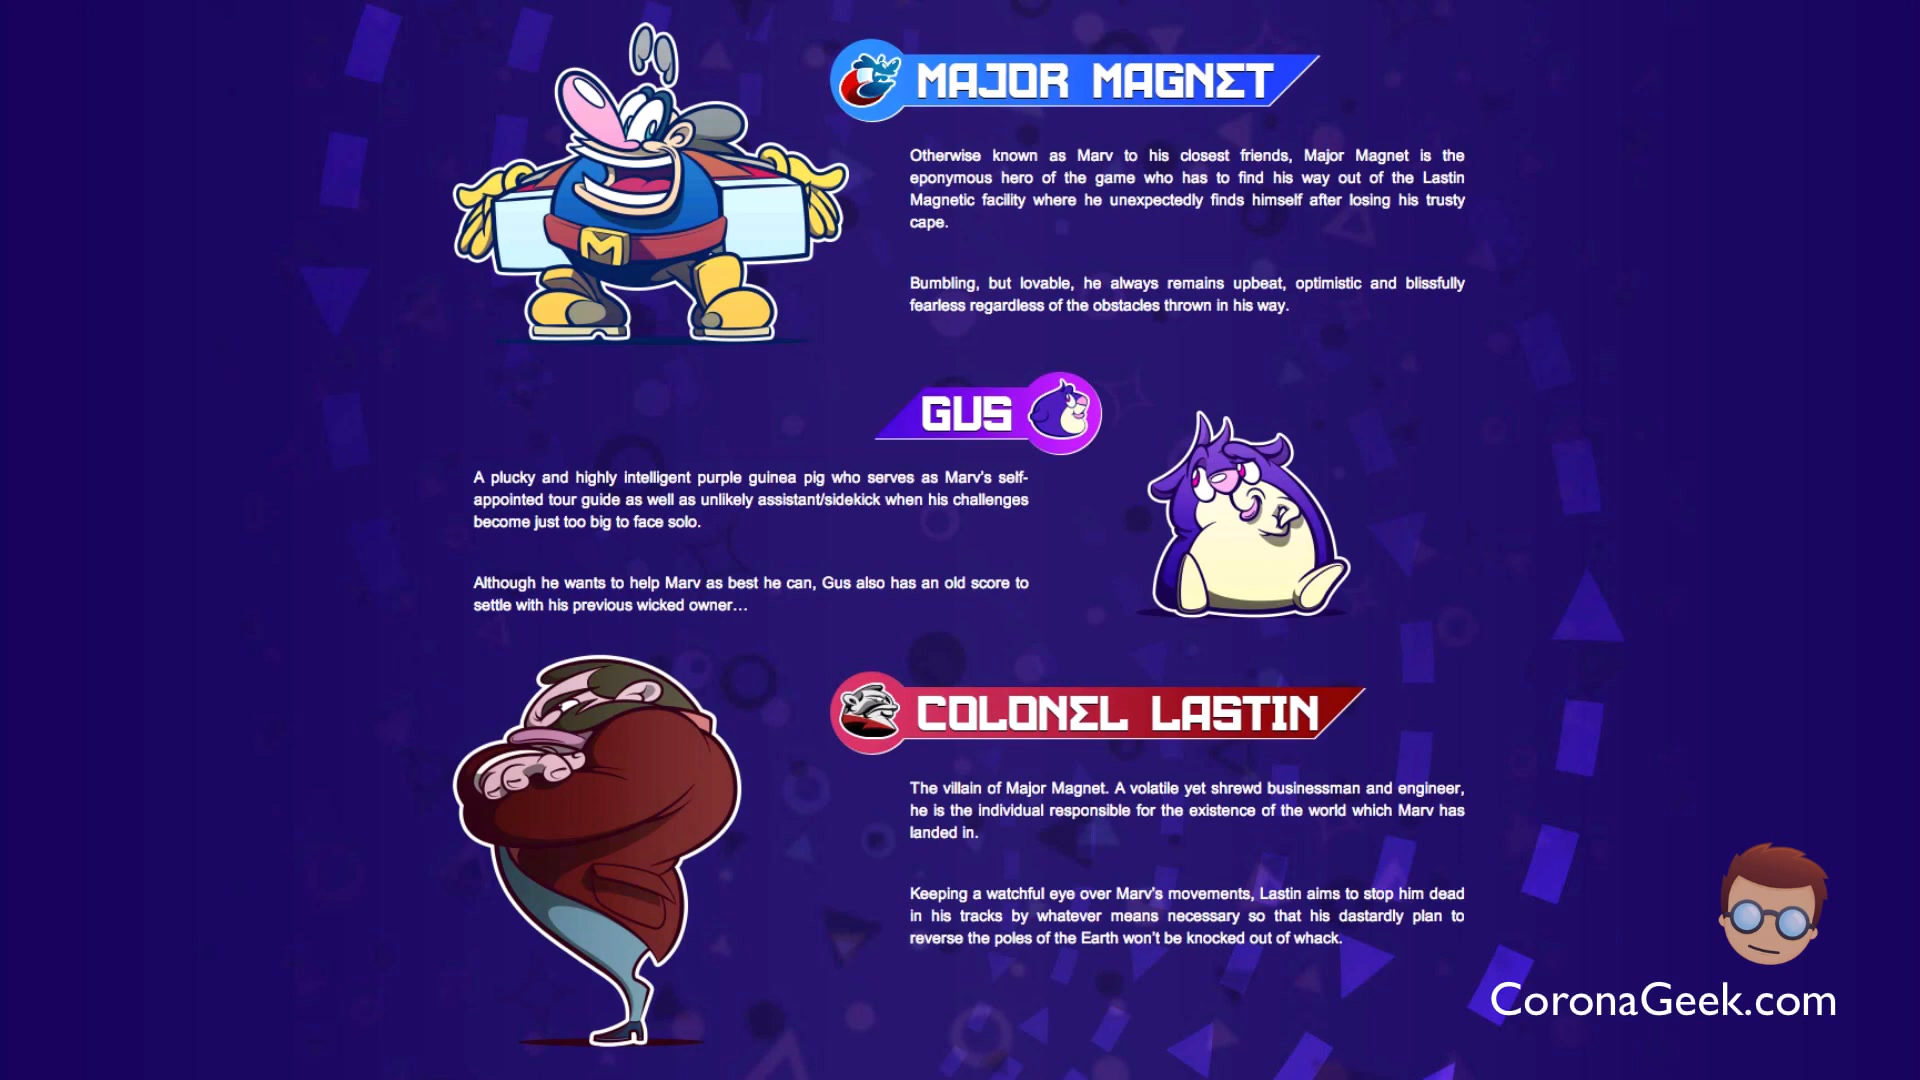 MAJOR MAGNET
Otherwise known as Marv to his closest friends, Major Magnet is the
eponymous hero of the game who has to find his way out of the Lastin
Magnetic facility where he unexpectedly finds himself after losing his trusty
cape.
Bumbling, but lovable, he always remains upbeat, optimistic and blissfully
fearless regardless of the obstacles thrown in his way.
M
GUS
A plucky and highly intelligent purple guinea pig who serves as Marv's self-
appointed tour guide as well as unlikely assistant/sidekick when his challenges
become just too big to face solo.
Although he wants to help Marv as best he can, Gus also has an old score to
settle with his previous wicked owner…
COLONEL LASTIN
The villain of Major Magnet. A volatile yet shrewd businessman and engineer,
he is the individual responsible for the existence of the world which Marv has
landed in.
Keeping a watchful eye over Marv's movements, Lastin aims to stop him dead
in his tracks by whatever means necessary so that his dastardly plan to
reverse the poles of the Earth won't be knocked out of whack.
CoronaGeek.com